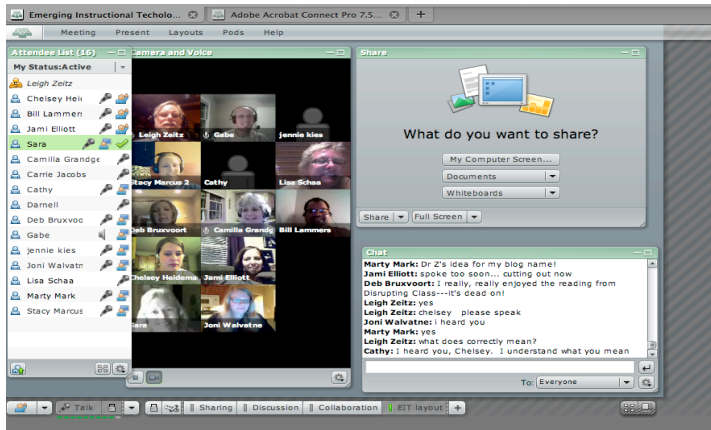 Emerging Instructional Techolo...
Adobe Acrobat Connect Pro 7.5...
+
Meeting
Present
Layouts
Pods
Help
Attendee List (16)
My Status:Active
Leigh Zeitz
Chelsey Hei
Bill Lammers
Jami Elliott
Sara
Camilla Grandge
Carrie Jacobs
Cathy
Darnell
Deb Bruxvoo
Gabe
jennie kies
Joni Walvatn
Lisa Schaa
Marty Mark
Stacy Marcus
Camera and Voice
Leigh Zeitz
Gabe
jennie kies
Stacy Marcus 2
Cathy
Lisa Schaa
Deb Bruxvoort
Camilla Grandg
Bill Lammers
Chelsey Heidema
Jami Elliott
Sara
Joni Walvatne
Share
What do you want to share?
My Computer Screen...
Documents
Whiteboards
Share
Full Screen
Chat
Marty Mark: Dr Z's idea for my blog name!
Jami Elliott: spoke too soon... cutting out now
Deb Bruxvoort: I really, really enjoyed the reading from
Disrupting Class---it's dead on!
Leigh Zeitz: yes
Leigh Zeitz: chelsey please speak
Joni Walvatne: i heard you
Marty Mark: yes
Leigh Zeitz: what does correctly mean?
Cathy: I heard you, Chelsey. I understand what you mean
To: Everyone
Talk
Sharing
Discussion
Collaboration
EIT layout
+